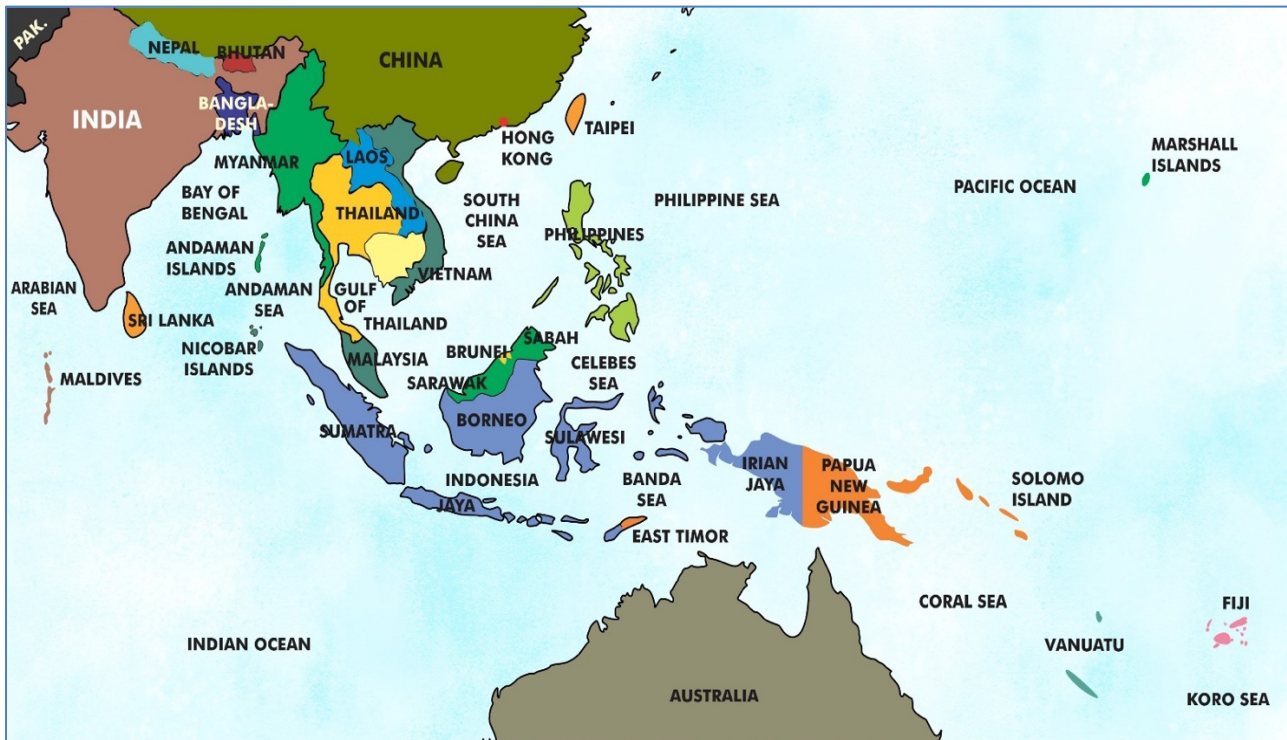 PAK.
NEPAL
BHUTAN
CHINA
INDIA
BANGLA-
DESH
HONG
KONG
TAIPEI
MYANMAR
LAOS
MARSHALL
ISLANDS
BAY OF
BENGAL
THAILAND
SOUTH
CHINA
SEA
PHILIPPINE SEA
PACIFIC OCEAN
PHILIPPINES
ANDAMAN
ISLANDS
VIETNAM
ARABIAN
SEA
ANDAMAN
SEA
GULF
OF
THAILAND
SRI LANKA
NICOBAR
ISLANDS
MALAYSIA
BRUNEI
SABAH
CELEBES
SEA
MALDIVES
SARAWAK
BORNEO
SUMATRA
SULAWESI
INDONESIA
BANDA
SEA
IRIAN
JAYA
PAPUA
NEW
GUINEA
SOLOMO
ISLAND
JAYA
EAST TIMOR
CORAL SEA
FIJI
INDIAN OCEAN
VANUATU
AUSTRALIA
KORO SEA